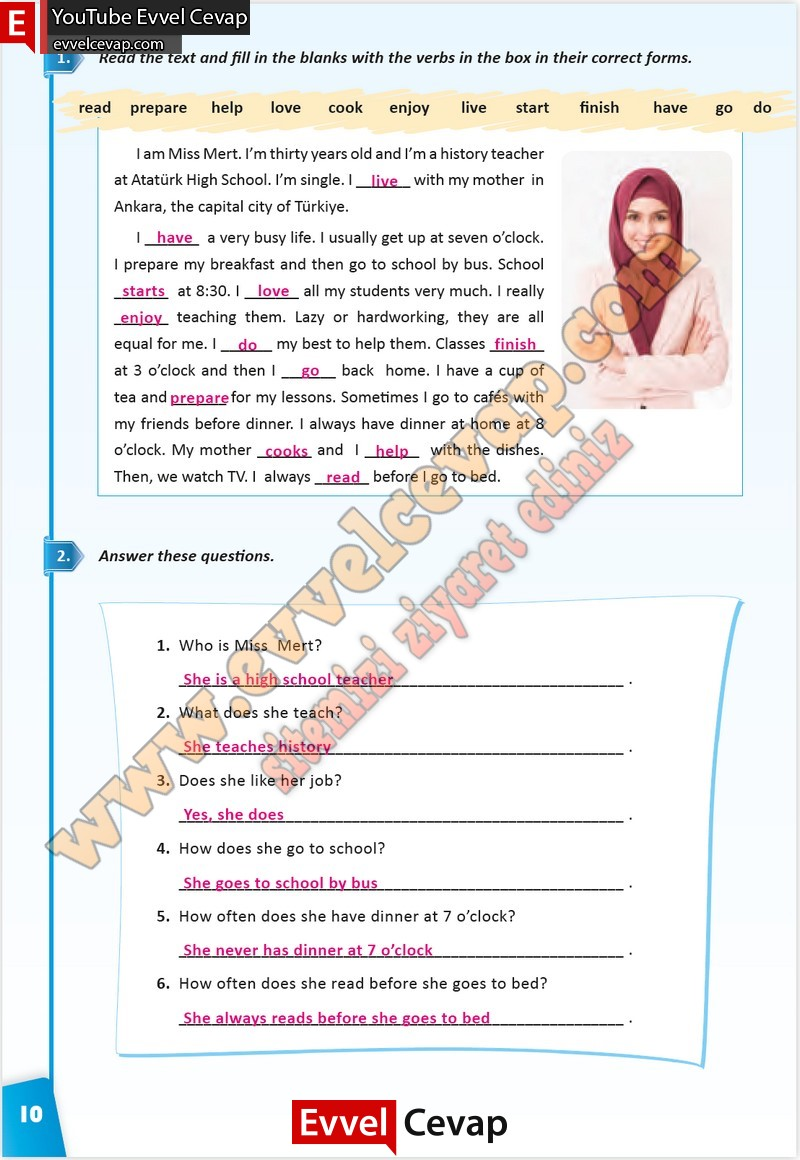 E YouTube Evvel Cevap
evvelcevap.com
1. Read the text and fill in the blanks with the verbs in the box in their correct forms.
read prepare help love cook enjoy live start finish have go do
I am Miss Mert. I'm thirty years old and I'm a history teacher
at Atatürk High School. I'm single. I live with my mother in
Ankara, the capital city of Türkiye.
I have a very busy life. I usually get up at seven o'clock.
I prepare my breakfast and then go to school by bus. School
starts at 8:30. I love all my students very much. I really
enjoy teaching them. Lazy or hardworking, they are all
equal for me. I do my best to help them. Classes finish
at 3 o'clock and then I go back home. I have a cup of
tea and prepare for my lessons. Sometimes I go to cafés with
my friends before dinner. I always have dinner at home at 8
o'clock. My mother cooks and I help with the dishes.
Then, we watch TV. I always read before I go to bed.
2. Answer these questions.
1. Who is Miss Mert?
She is a high school teacher.
2. What does she teach?
She teaches history.
3. Does she like her job?
Yes, she does.
4. How does she go to school?
She goes to school by bus.
5. How often does she have dinner at 7 o'clock?
She never has dinner at 7 o'clock.
6. How often does she read before she goes to bed?
She always reads before she goes to bed.
www.evvelcevap.com
sitemizi ziyaret ediniz
10
Evvel Cevap